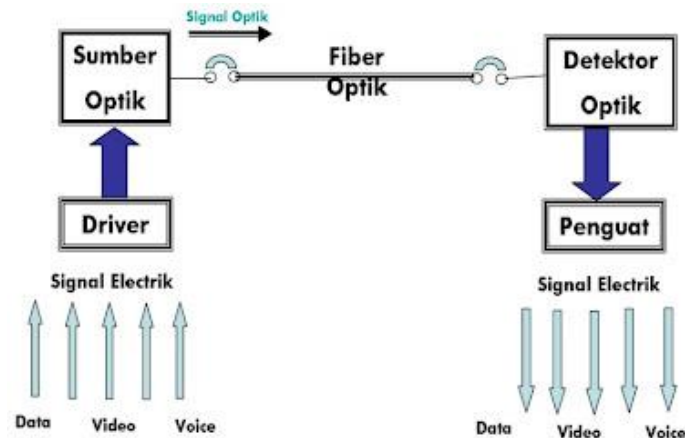 Signal Optik
Sumber
Optik
Fiber
Optik
Detektor
Optik
Driver
Penguat
Signal Electrik
Signal Electrik
Data Video Voice
Data Video Voice